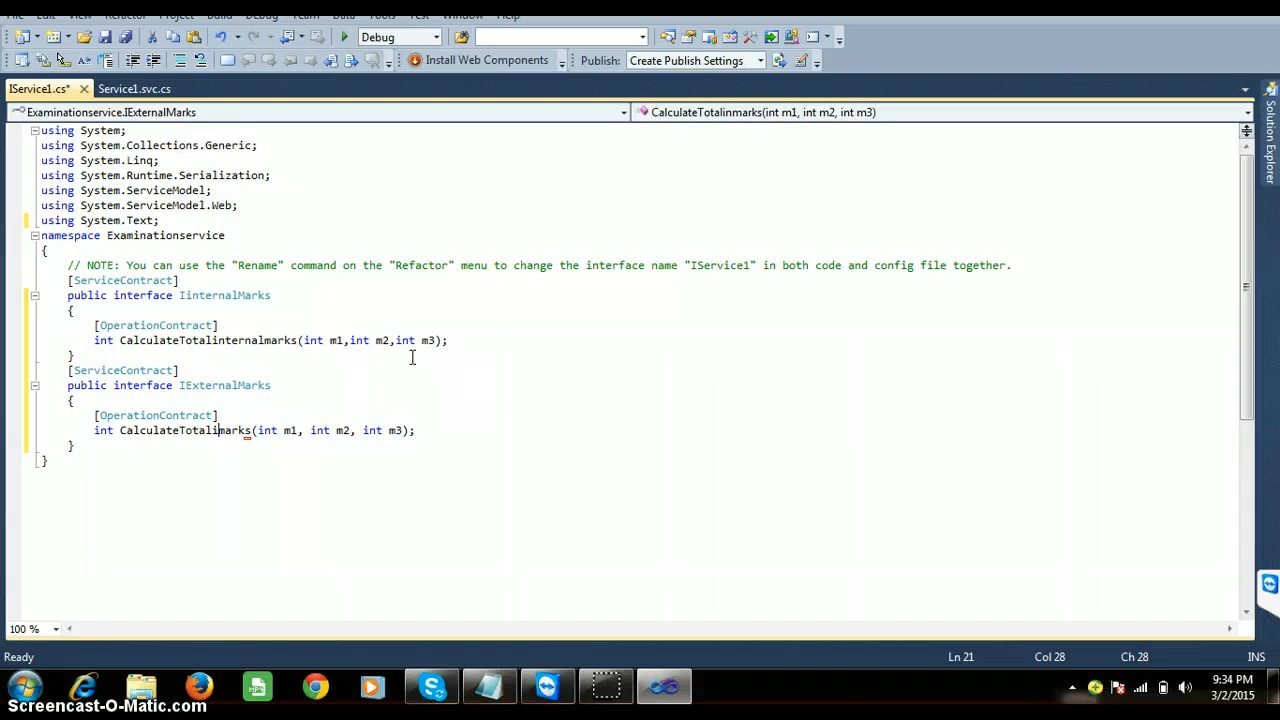 File Edit View Refactor Project Build Debug Team Data Tools Test Window Help
Debug
Install Web Components Publish: Create Publish Settings
IService1.cs* Service1.svc.cs
Examinationservice.IExternalMarks CalculateTotalinmarks(int m1, int m2, int m3)
Solution Explorer
using System;
using System.Collections.Generic;
using System.Linq;
using System.Runtime.Serialization;
using System.ServiceModel;
using System.ServiceModel.Web;
using System.Text;
namespace Examinationservice
{
// NOTE: You can use the "Rename" command on the "Refactor" menu to change the interface name "IService1" in both code and config file together.
[ServiceContract]
public interface IinternalMarks
{
[OperationContract]
int CalculateTotalinternalmarks(int m1,int m2,int m3);
}
[ServiceContract]
public interface IExternalMarks
{
[OperationContract]
int CalculateTotalimarks(int m1, int m2, int m3);
}
}
100 %
Ready Ln 21 Col 28 Ch 28 INS
9:34 PM
3/2/2015
Screencast-O-Matic.com